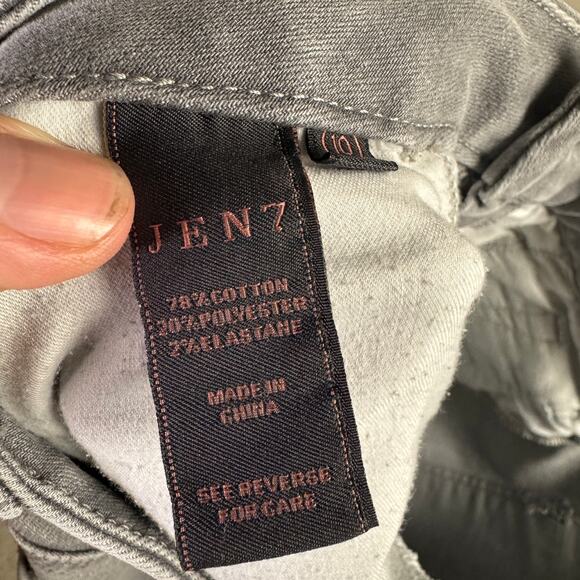 (10)
JEN7
78% COTTON
20% POLYESTER
2% ELASTANE
MADE IN
CHINA
SEE REVERSE
FOR CARE